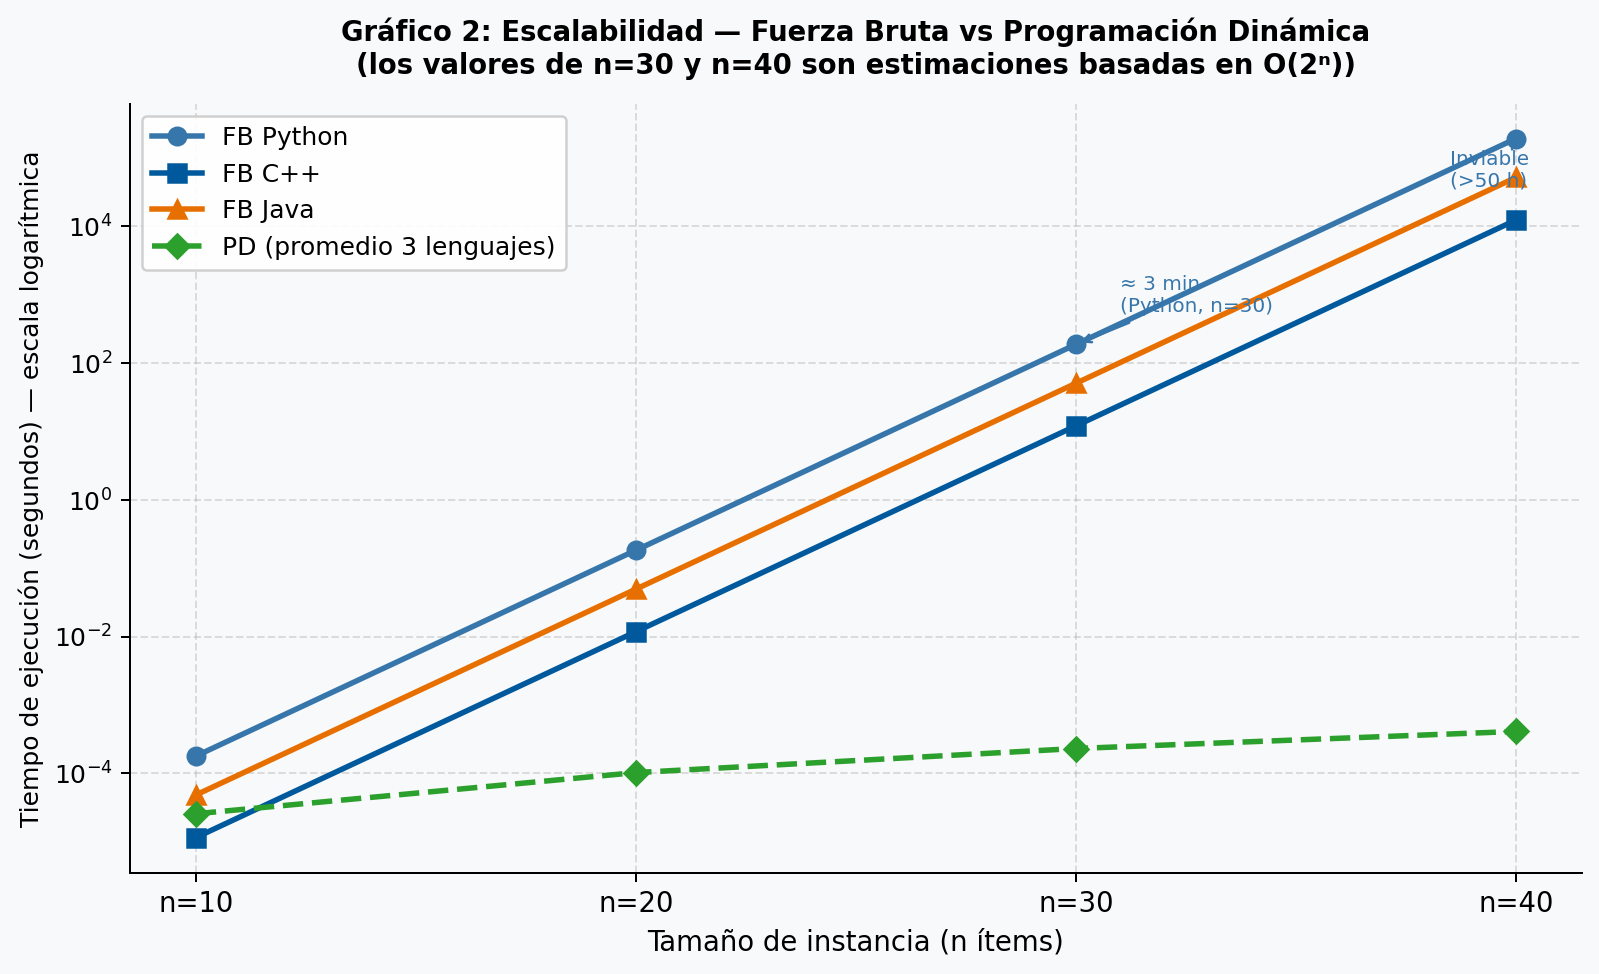 Gráfico 2: Escalabilidad — Fuerza Bruta vs Programación Dinámica
(los valores de n=30 y n=40 son estimaciones basadas en O(2ⁿ))
FB Python
FB C++
FB Java
PD (promedio 3 lenguajes)
Inviable
(>50 h)
≈ 3 min
(Python, n=30)
Tiempo de ejecución (segundos) — escala logarítmica
10⁴
10²
10⁰
10⁻²
10⁻⁴
n=10
n=20
n=30
n=40
Tamaño de instancia (n ítems)